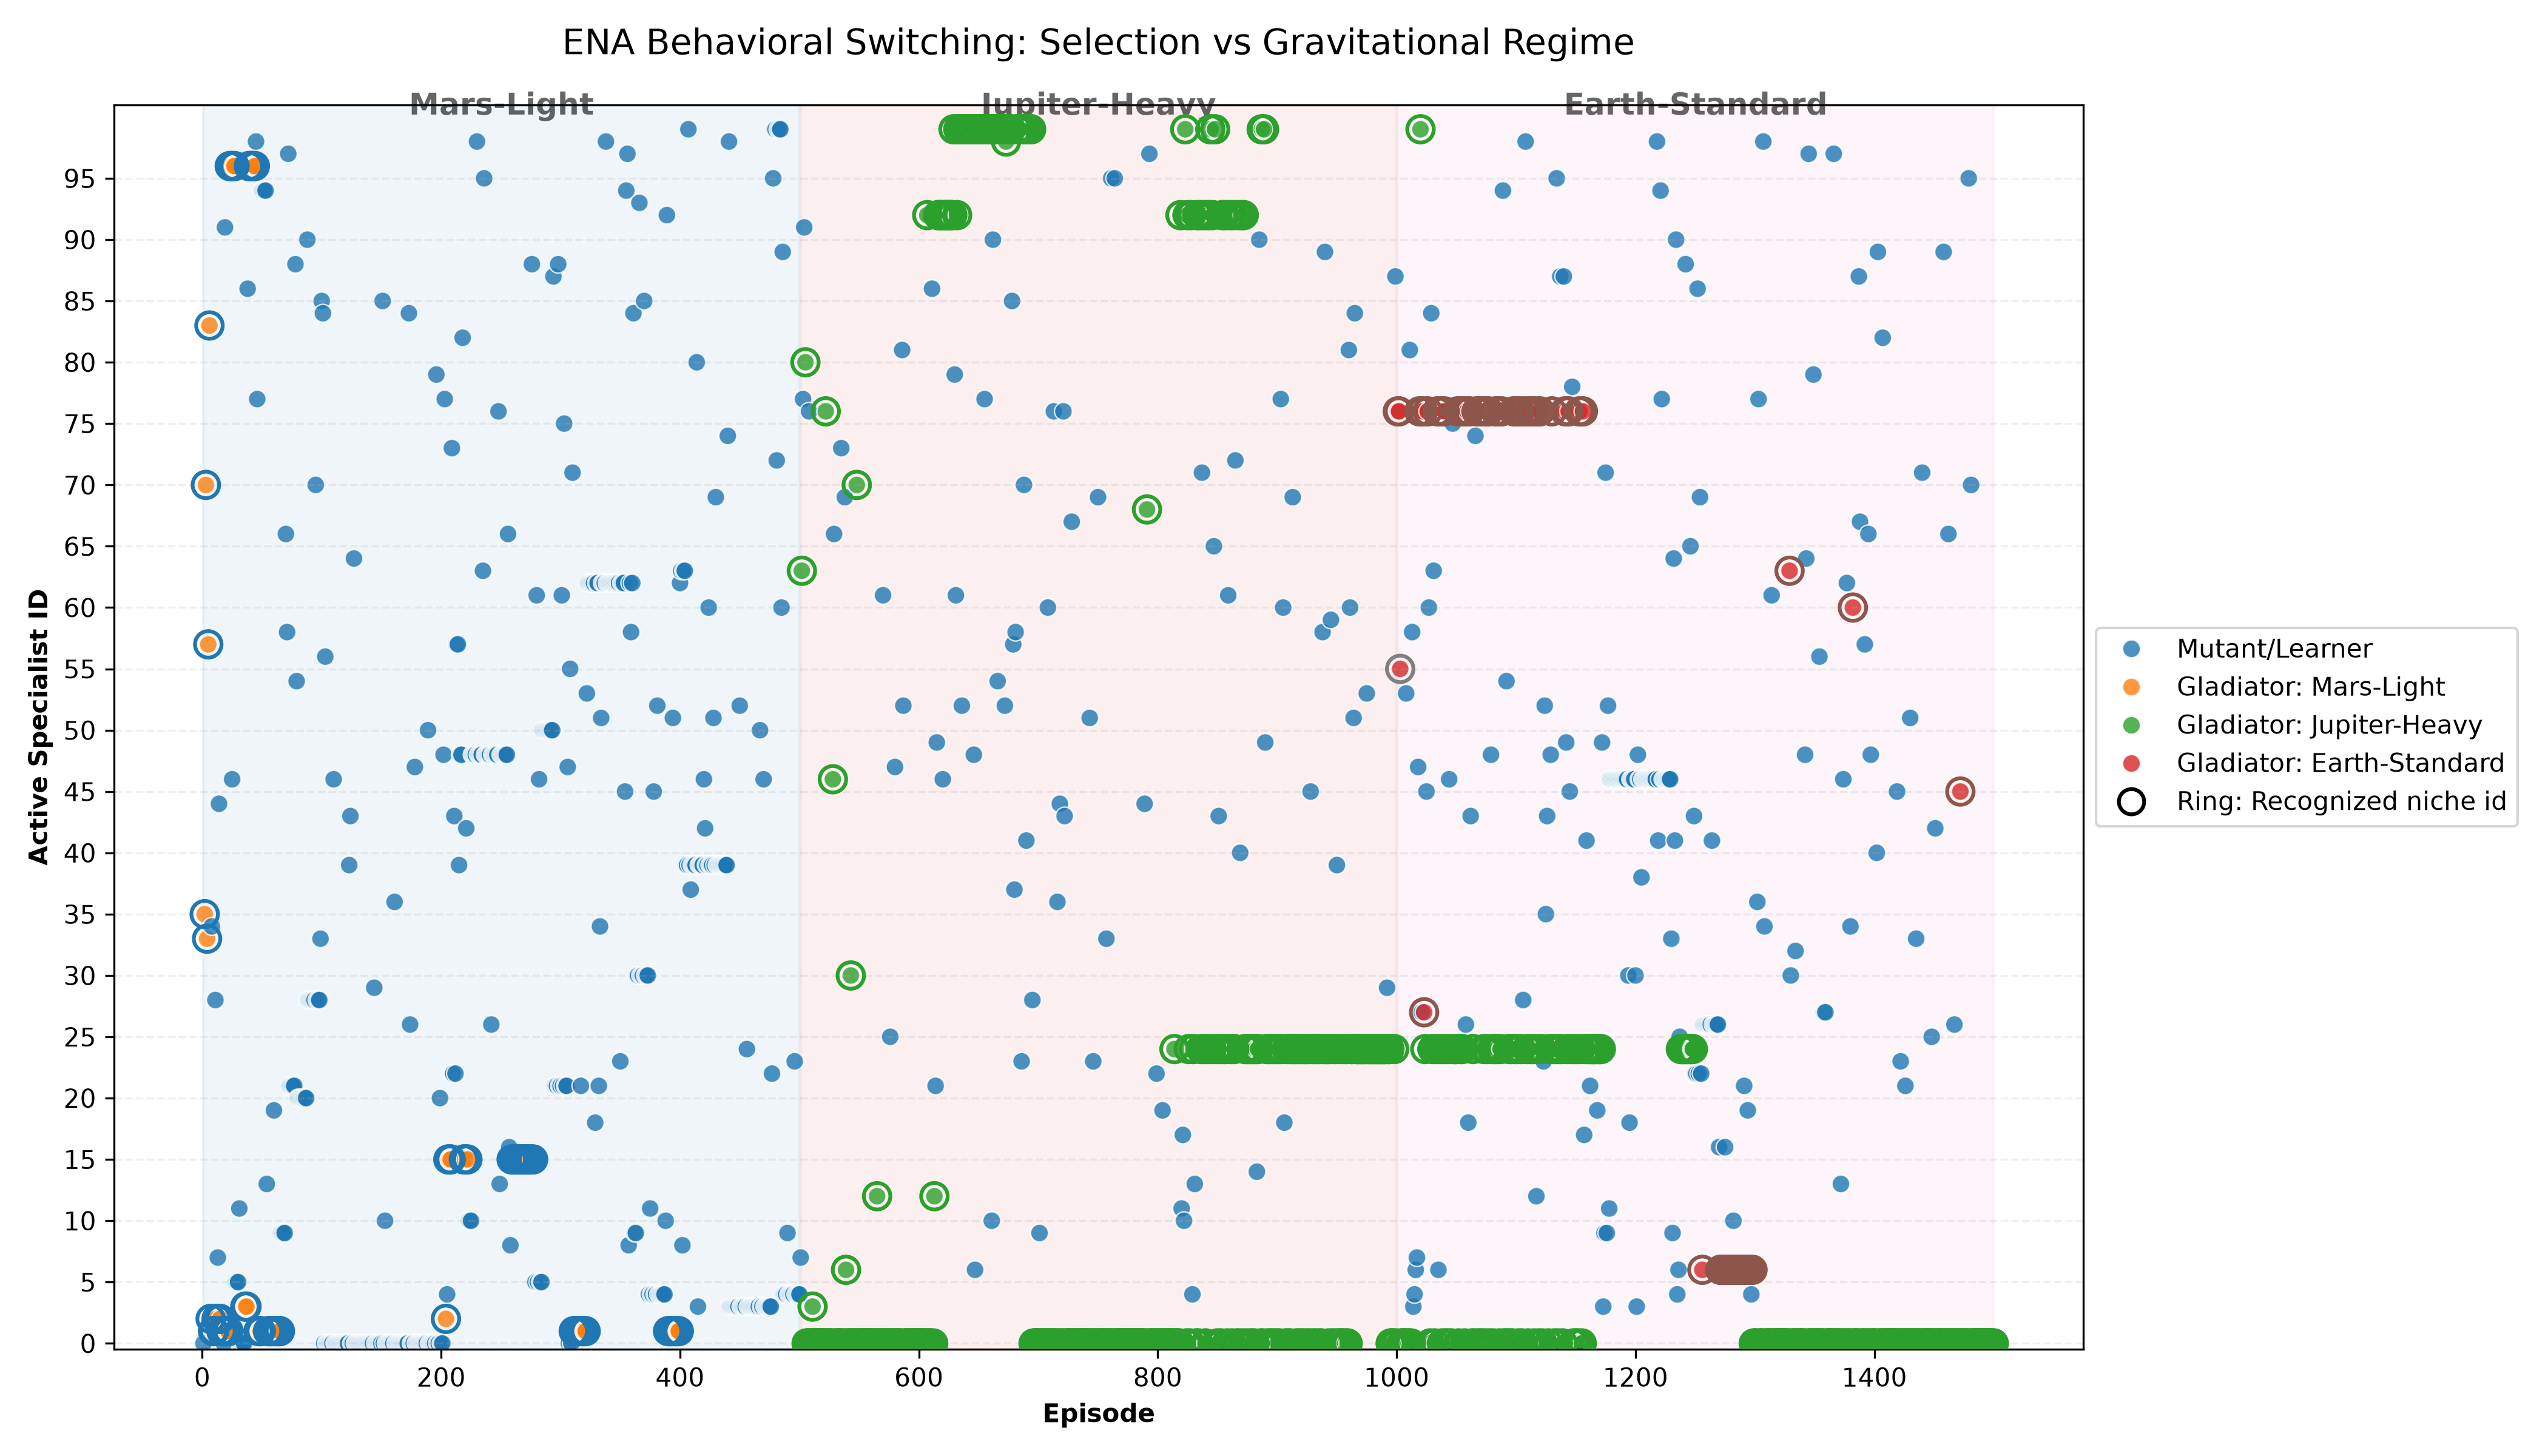 ENA Behavioral Switching: Selection vs Gravitational Regime
Mars-Light
Jupiter-Heavy
Earth-Standard
Active Specialist ID
95
90
85
80
75
70
65
60
55
50
45
40
35
30
25
20
15
10
5
0
0
200
400
600
800
1000
1200
1400
Episode
Mutant/Learner
Gladiator: Mars-Light
Gladiator: Jupiter-Heavy
Gladiator: Earth-Standard
Ring: Recognized niche id